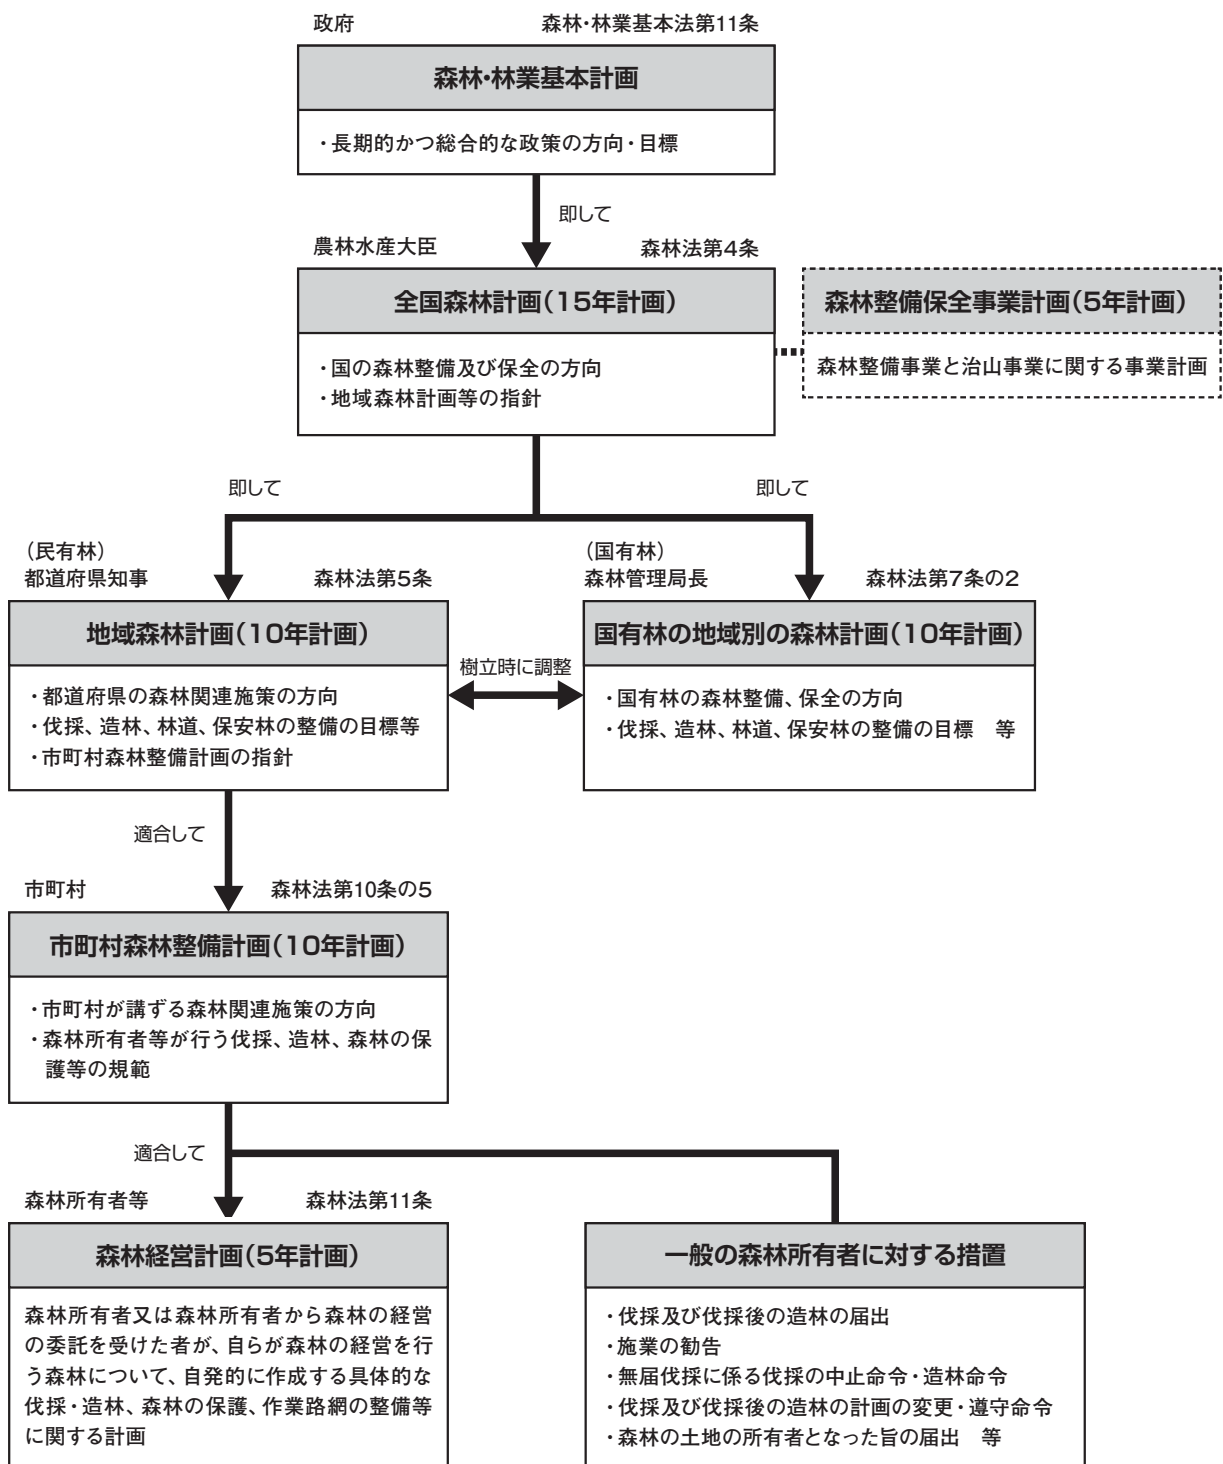 政府
森林・林業基本法第11条
森林・林業基本計画
・長期的かつ総合的な政策の方向・目標
即して
農林水産大臣
森林法第4条
全国森林計画（15年計画）
・国の森林整備及び保全の方向
・地域森林計画等の指針
森林整備保全事業計画（5年計画）
森林整備事業と治山事業に関する事業計画
即して
即して
（民有林）
都道府県知事
森林法第5条
地域森林計画（10年計画）
・都道府県の森林関連施策の方向
・伐採、造林、林道、保安林の整備の目標等
・市町村森林整備計画の指針
樹立時に調整
（国有林）
森林管理局長
森林法第7条の2
国有林の地域別の森林計画（10年計画）
・国有林の森林整備、保全の方向
・伐採、造林、林道、保安林の整備の目標　等
適合して
市町村
森林法第10条の5
市町村森林整備計画（10年計画）
・市町村が講ずる森林関連施策の方向
・森林所有者等が行う伐採、造林、森林の保
護等の規範
適合して
森林所有者等
森林法第11条
森林経営計画（5年計画）
森林所有者又は森林所有者から森林の経営
の委託を受けた者が、自らが森林の経営を行
う森林について、自発的に作成する具体的な
伐採・造林、森林の保護、作業路網の整備等
に関する計画
一般の森林所有者に対する措置
・伐採及び伐採後の造林の届出
・施業の勧告
・無届伐採に係る伐採の中止命令・造林命令
・伐採及び伐採後の造林の計画の変更・遵守命令
・森林の土地の所有者となった旨の届出　等